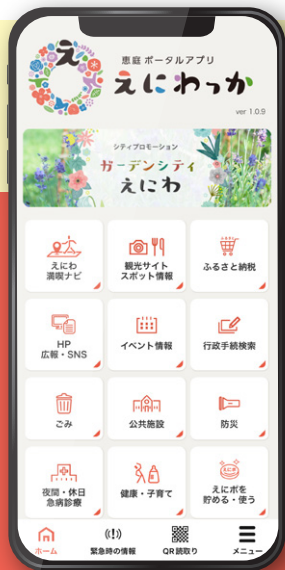 え
恵庭 ポータルアプリ
えにわっか
ver 1.0.9
シティプロモーション
ガーデンシティ
えにわ
えにわ
満喫ナビ
観光サイト
スポット情報
ふるさと納税
HP
広報・SNS
イベント情報
行政手続検索
ごみ
公共施設
防災
夜間・休日
急病診療
健康・子育て
えにポを
貯める・使う
ホーム
緊急時の情報
QR読取り
メニュー